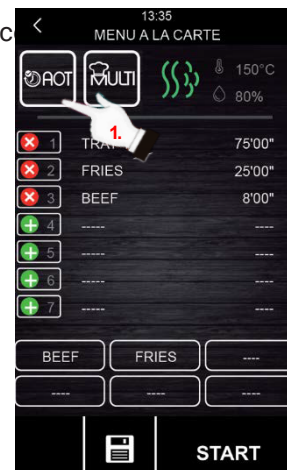 13:35
MENU A LA CARTE
AOT MULTI 150°C
80%
1.
1 75'00"
2 FRIES 25'00"
3 BEEF 8'00"
4 ----- ----
5 ----- ----
6 ----- ----
7 ----- ----
BEEF FRIES ----
---- ---- ----
START